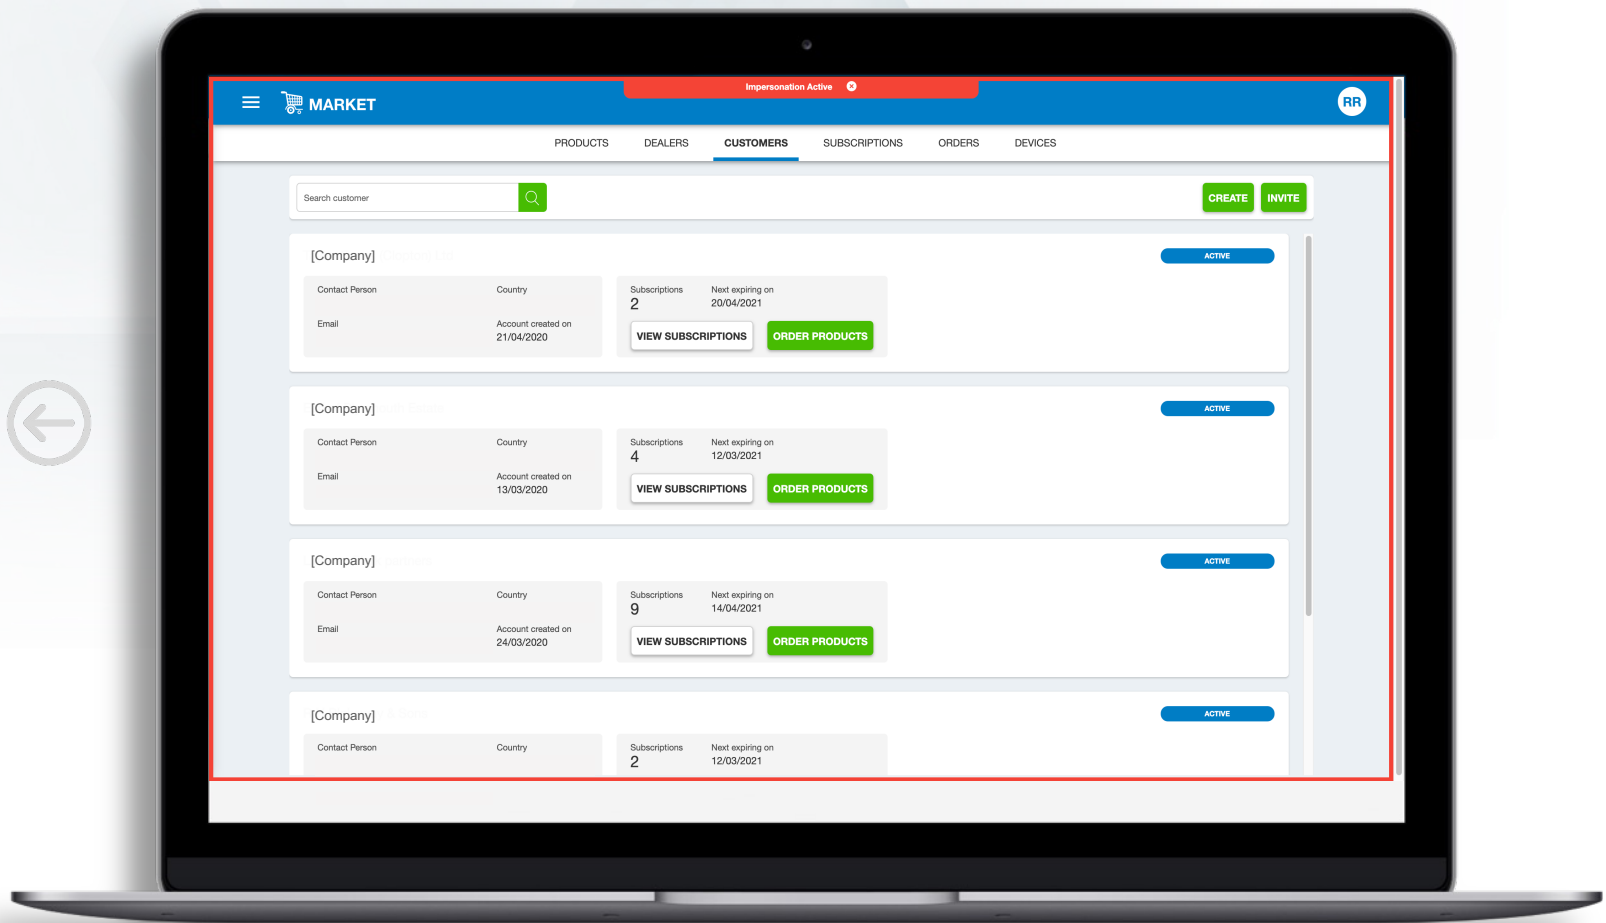 Impersonation Active
MARKET
RR
PRODUCTS DEALERS CUSTOMERS SUBSCRIPTIONS ORDERS DEVICES
Search customer
CREATE INVITE
[Company]
ACTIVE
Contact Person Country Subscriptions Next expiring on
2 20/04/2021
Email Account created on
21/04/2020
VIEW SUBSCRIPTIONS ORDER PRODUCTS
[Company]
ACTIVE
Contact Person Country Subscriptions Next expiring on
4 12/03/2021
Email Account created on
13/03/2020
VIEW SUBSCRIPTIONS ORDER PRODUCTS
[Company]
ACTIVE
Contact Person Country Subscriptions Next expiring on
9 14/04/2021
Email Account created on
24/03/2020
VIEW SUBSCRIPTIONS ORDER PRODUCTS
[Company]
ACTIVE
Contact Person Country Subscriptions Next expiring on
2 12/03/2021